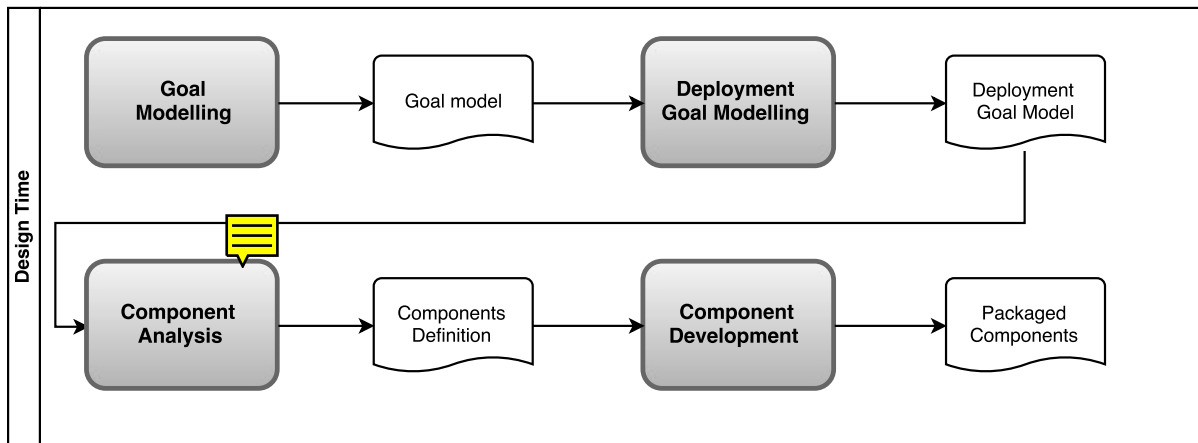 Design Time
Goal
Modelling
Goal model
Deployment
Goal Modelling
Deployment
Goal Model
Component
Analysis
Components
Definition
Component
Development
Packaged
Components